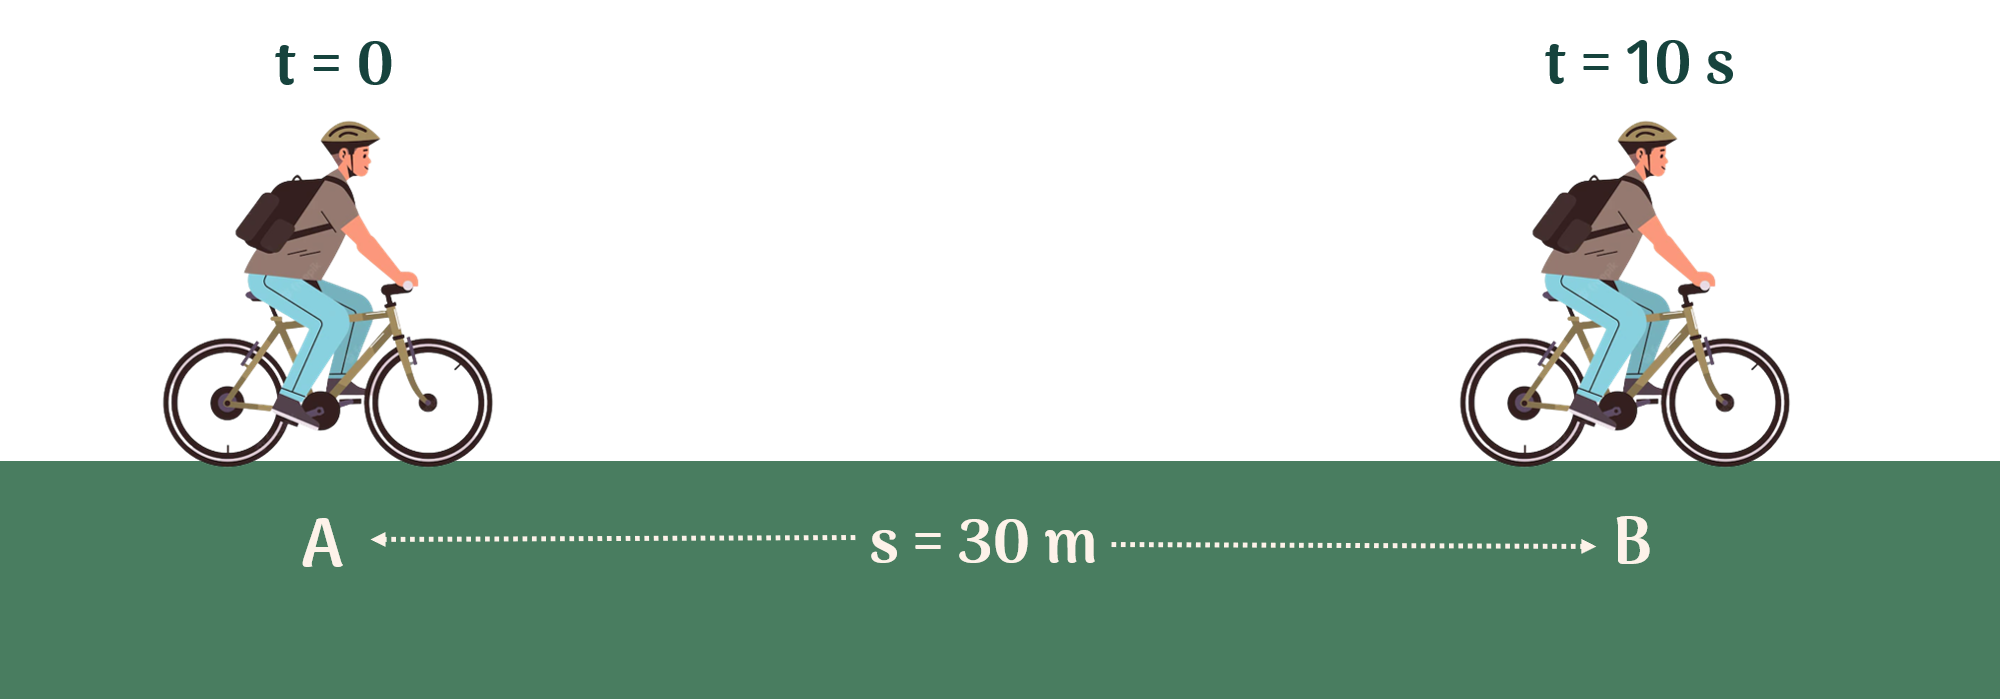 t = 0
t = 10 s
A
s = 30 m
B